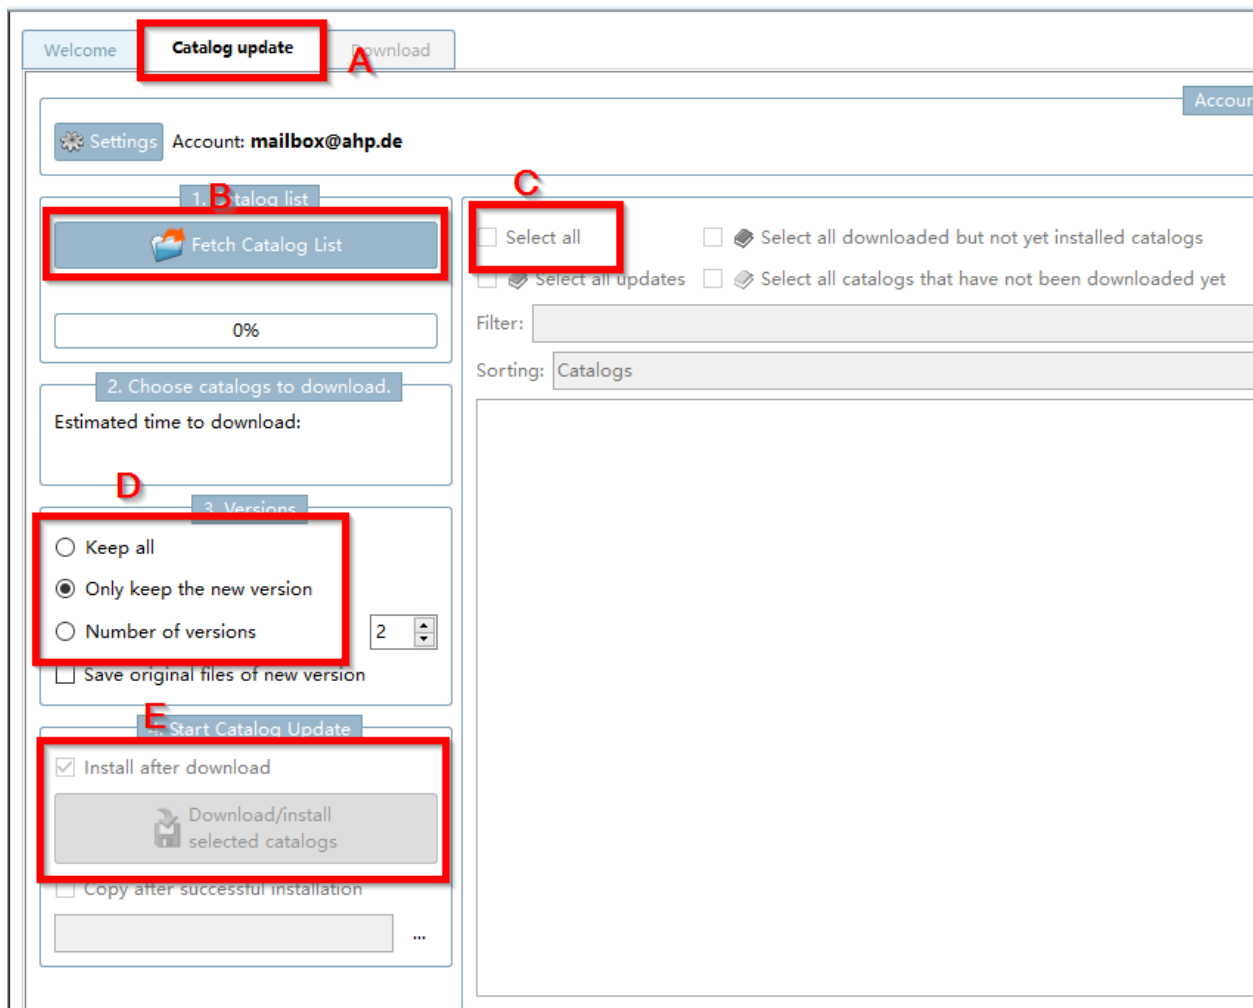 Welcome
Catalog update
Download
A
Accoun
Settings
Account: mailbox@ahp.de
1. Catalog list
B
Fetch Catalog List
0%
2. Choose catalogs to download.
Estimated time to download:
D
3. Versions
Keep all
Only keep the new version
Number of versions
2
Save original files of new version
E
4. Start Catalog Update
Install after download
Download/install
selected catalogs
Copy after successful installation
...
C
Select all
Select all downloaded but not yet installed catalogs
Select all updates
Select all catalogs that have not been downloaded yet
Filter:
Sorting: Catalogs